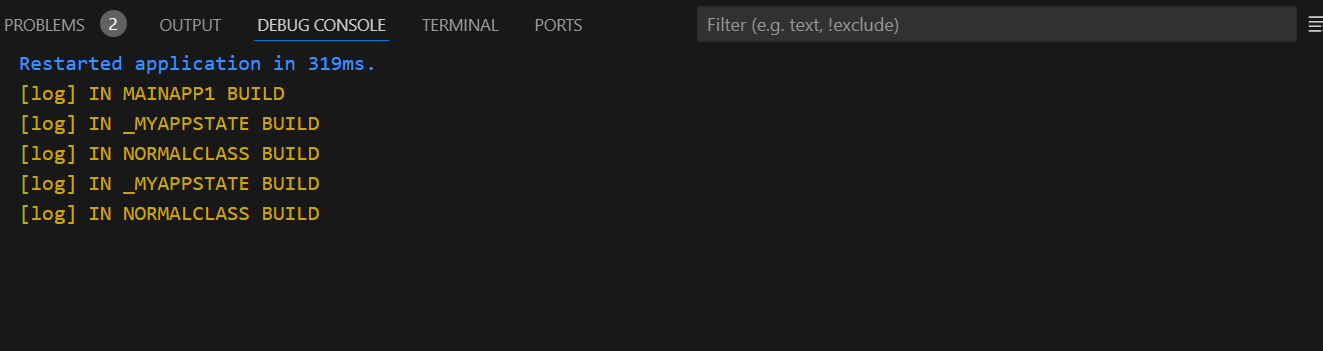 PROBLEMS 2 OUTPUT DEBUG CONSOLE TERMINAL PORTS Filter (e.g. text, !exclude)
Restarted application in 319ms.
[log] IN MAINAPP1 BUILD
[log] IN _MYAPPSTATE BUILD
[log] IN NORMALCLASS BUILD
[log] IN _MYAPPSTATE BUILD
[log] IN NORMALCLASS BUILD